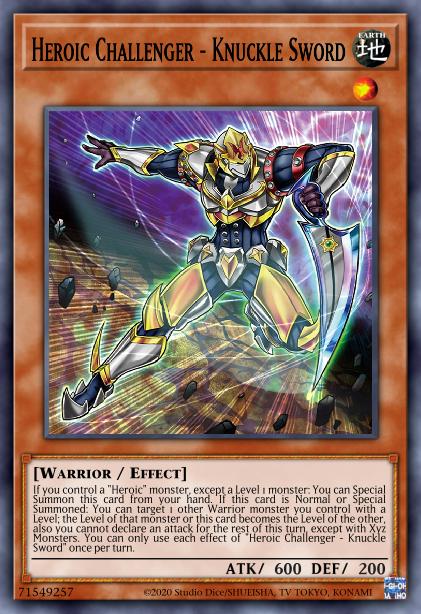 HEROIC CHALLENGER - KNUCKLE SWORD
EARTH
地
[WARRIOR / EFFECT]
If you control a "Heroic" monster, except a Level 1 monster: You can Special
Summon this card from your hand. If this card is Normal or Special
Summoned: You can target 1 other Warrior monster you control with a
Level; the Level of that monster or this card becomes the Level of the other,
also you cannot declare an attack for the rest of this turn, except with Xyz
Monsters. You can only use each effect of "Heroic Challenger - Knuckle
Sword" once per turn.
ATK/ 600 DEF/ 200
71549257
©2020 Studio Dice/SHUEISHA, TV TOKYO, KONAMI